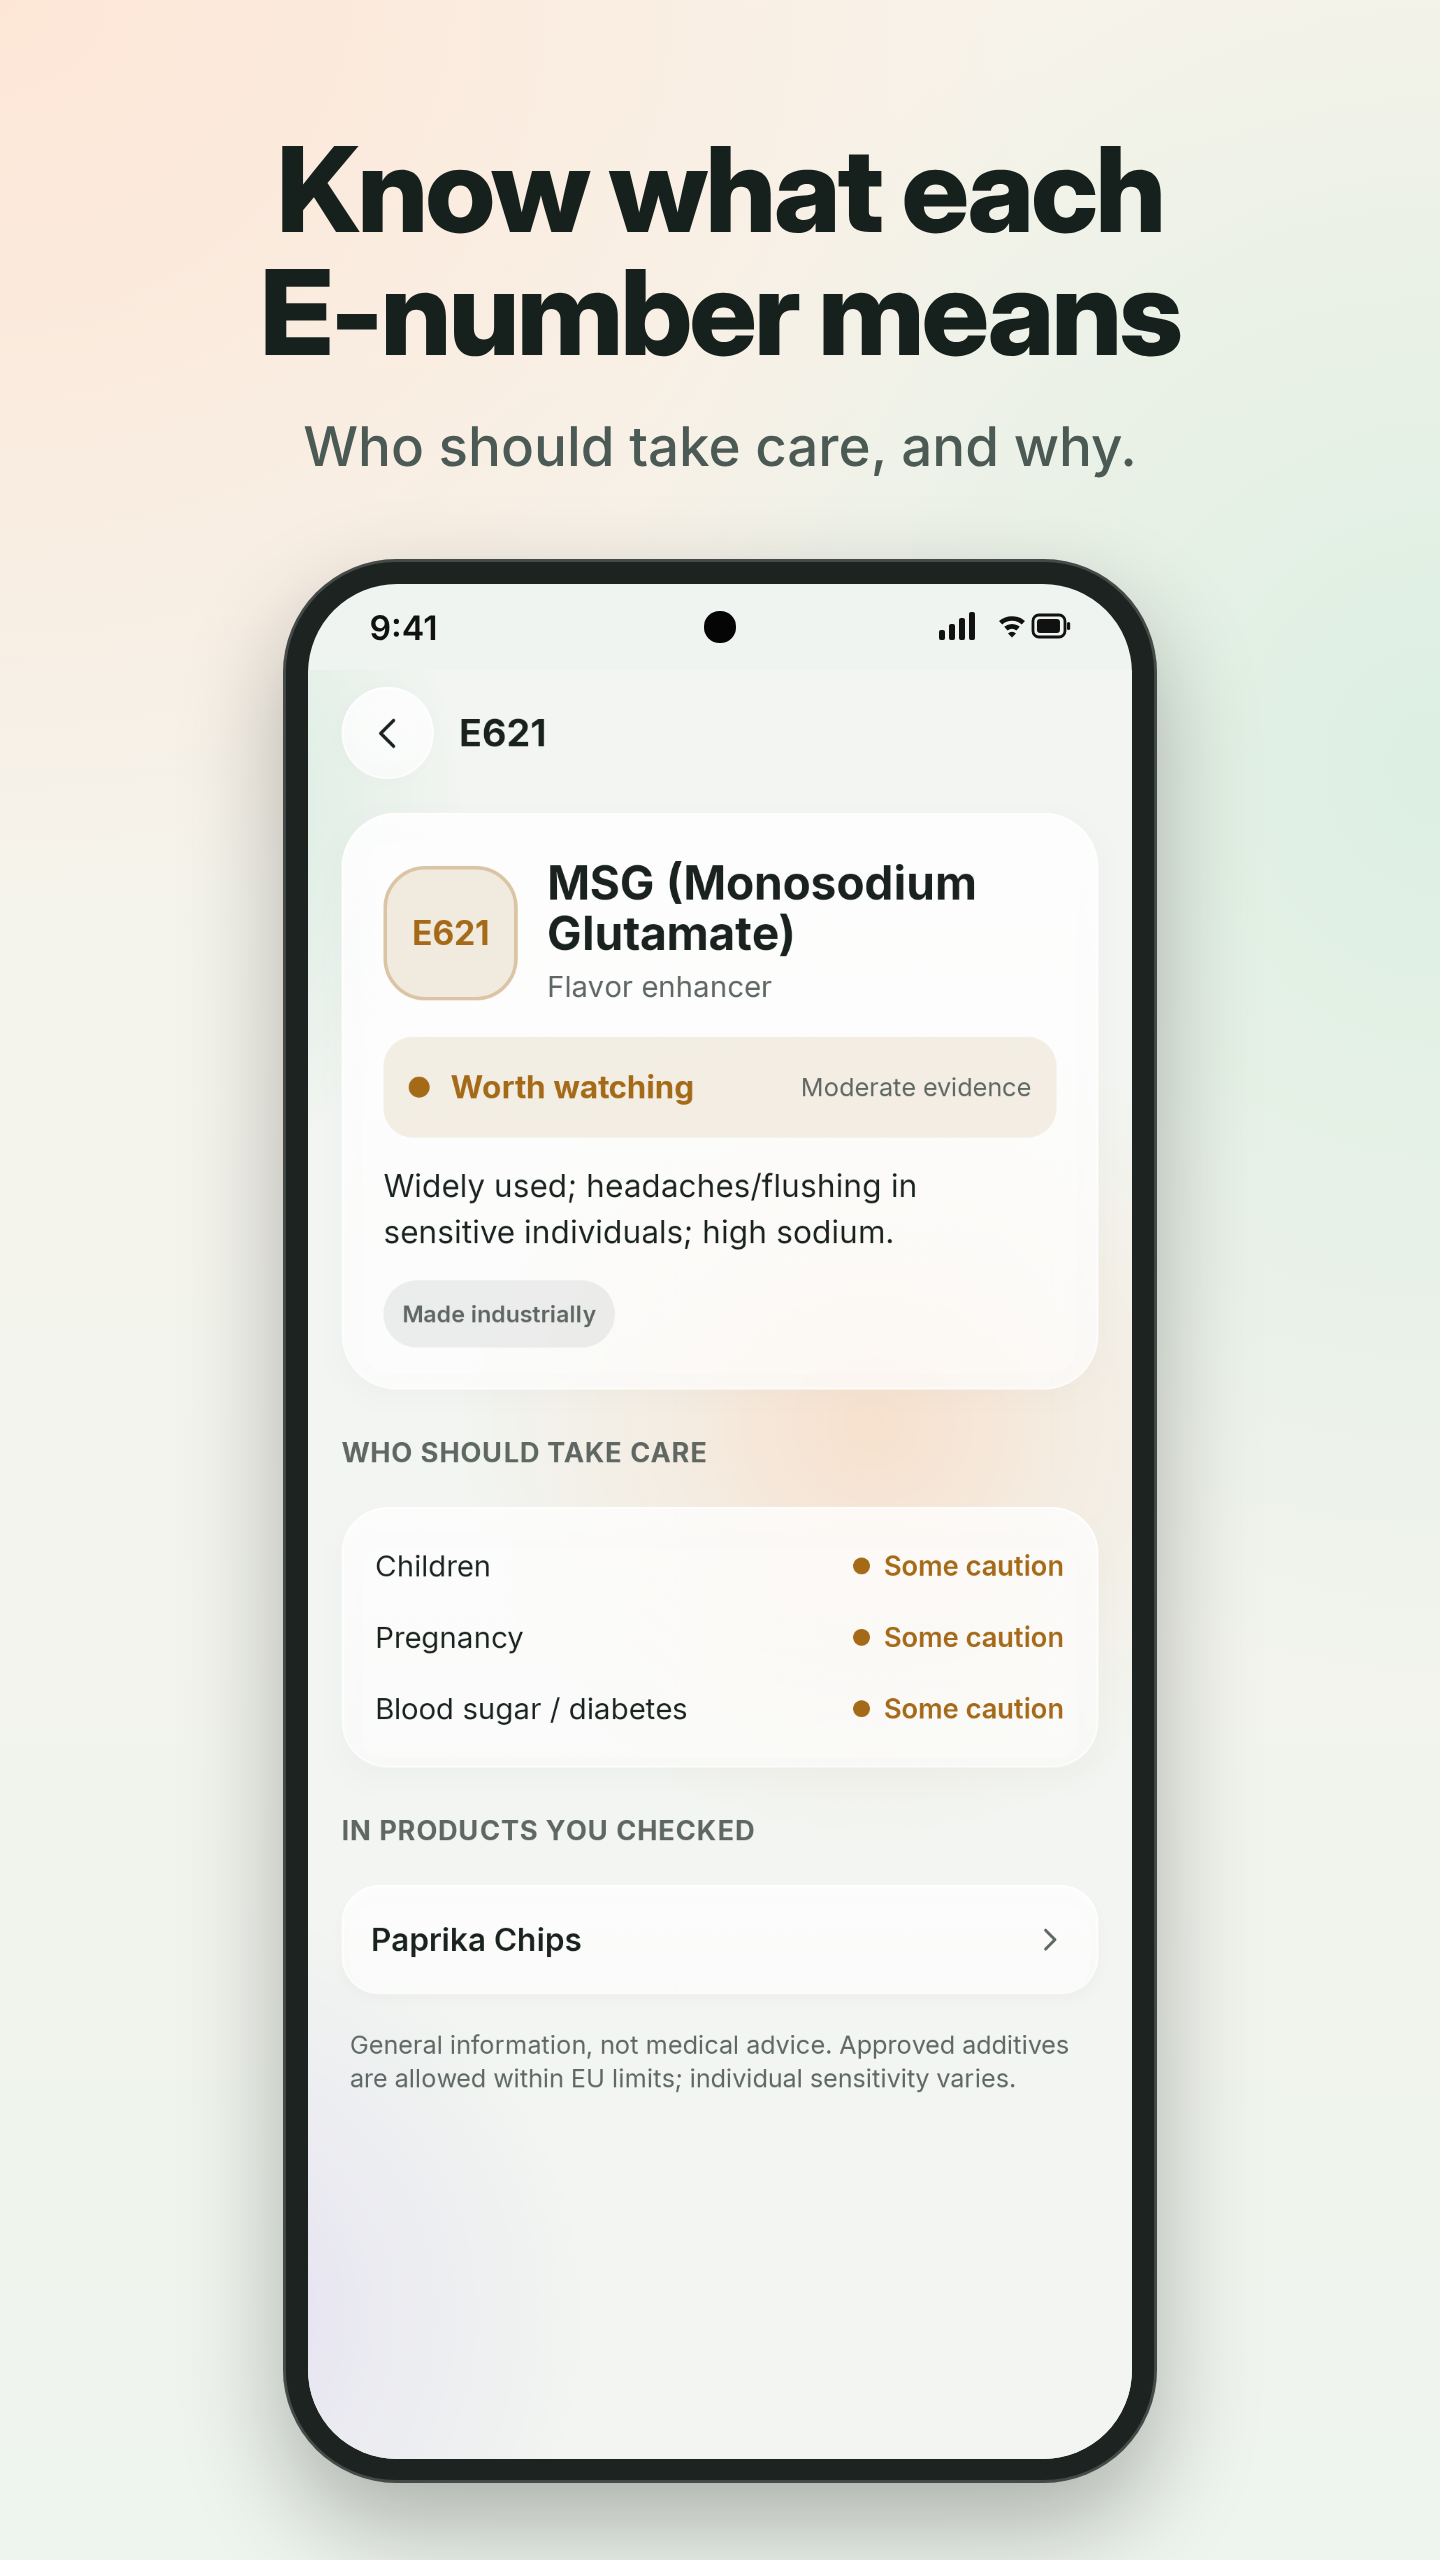 Know what each
E-number means
Who should take care, and why.
9:41
E621
E621
MSG (Monosodium
Glutamate)
Flavor enhancer
Worth watching
Moderate evidence
Widely used; headaches/flushing in
sensitive individuals; high sodium.
Made industrially
WHO SHOULD TAKE CARE
Children
Some caution
Pregnancy
Some caution
Blood sugar / diabetes
Some caution
IN PRODUCTS YOU CHECKED
Paprika Chips
General information, not medical advice. Approved additives
are allowed within EU limits; individual sensitivity varies.